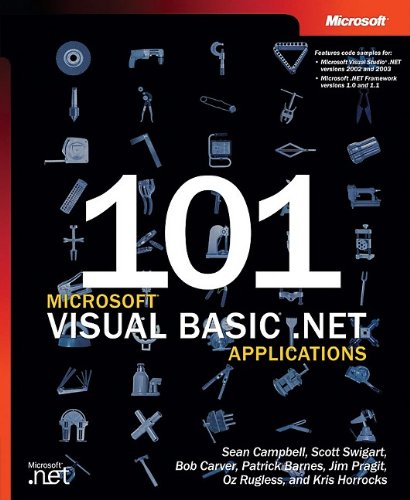 Microsoft
Features code samples for:
• Microsoft Visual Studio® .NET
versions 2002 and 2003
• Microsoft .NET Framework
versions 1.0 and 1.1
101
MICROSOFT®
VISUAL BASIC .NET
APPLICATIONS
Sean Campbell, Scott Swigart,
Bob Carver, Patrick Barnes, Jim Pragit,
Oz Rugless, and Kris Horrocks
Microsoft®
.net